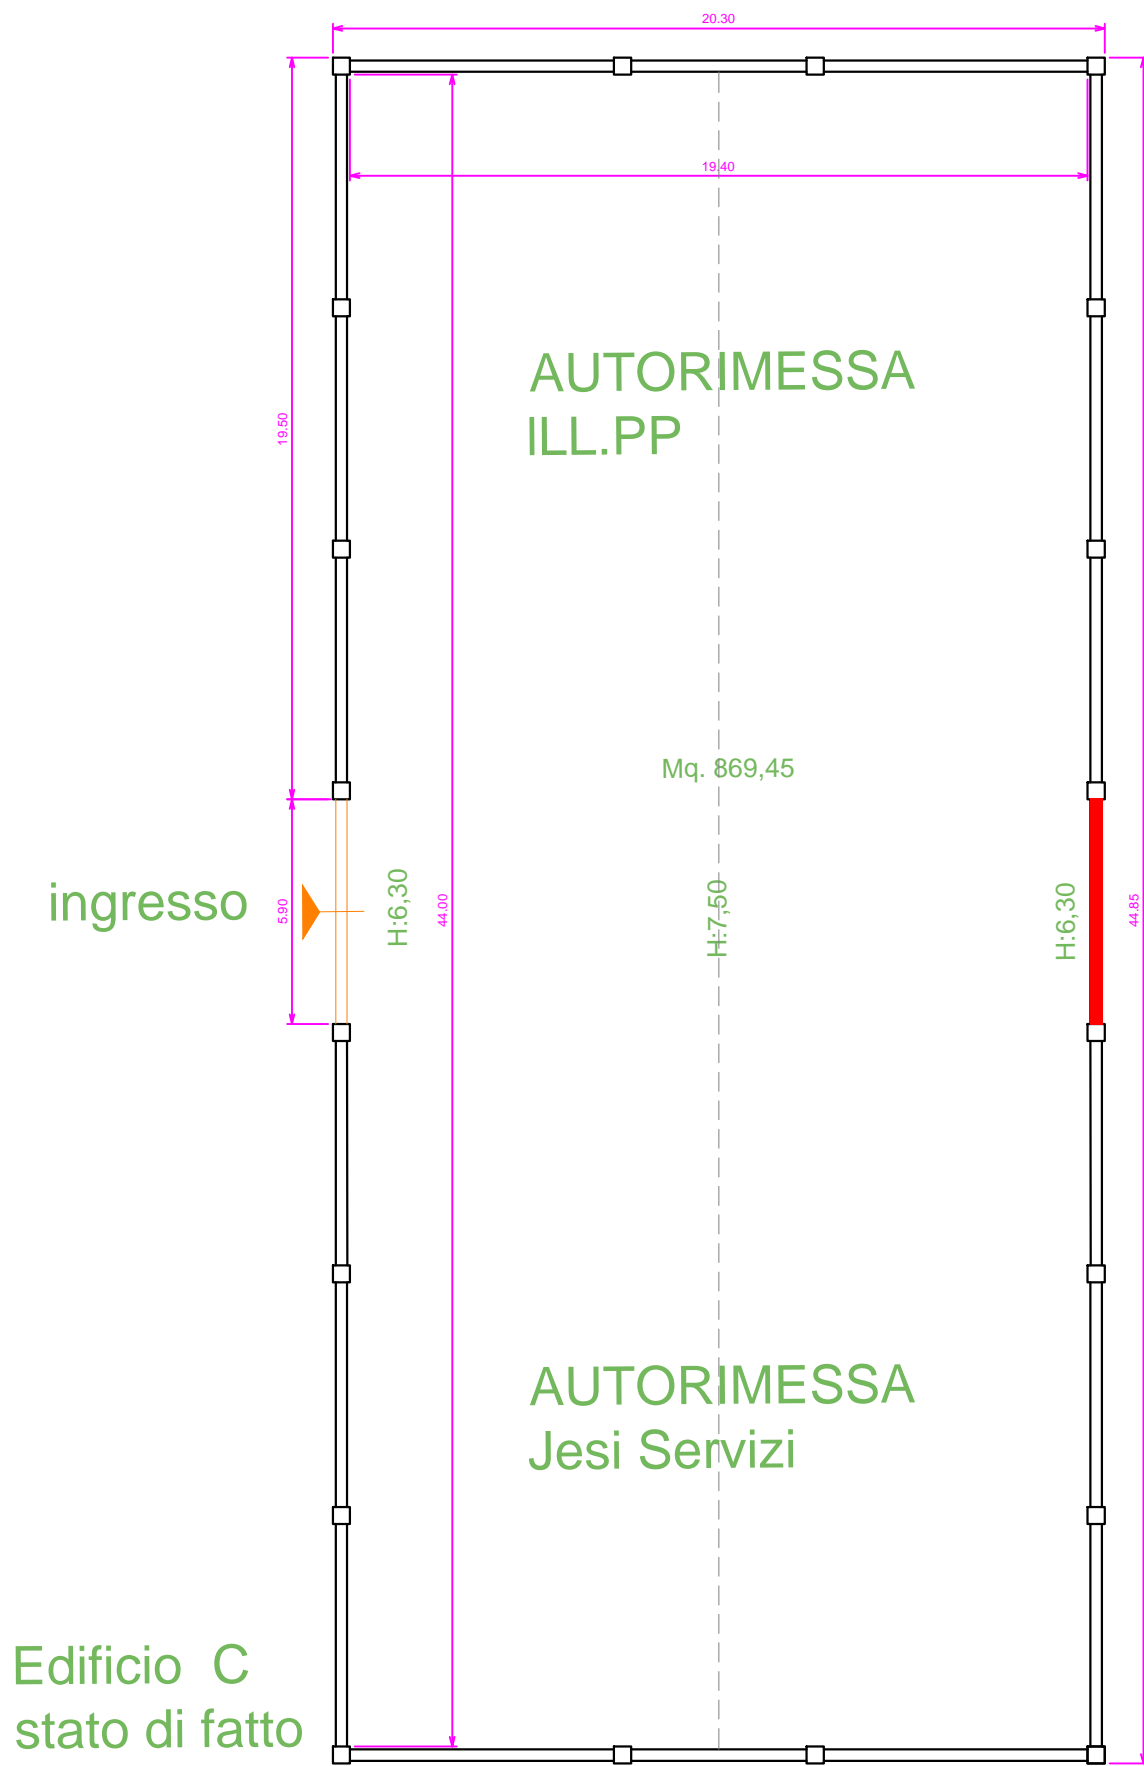 20.30
19.40
AUTORIMESSA
ILL.PP
19.50
Mq. 869,45
ingresso
5.90
H:6,30
44.00
H:7,50
H:6,30
44.85
AUTORIMESSA
Jesi Servizi
Edificio C
stato di fatto